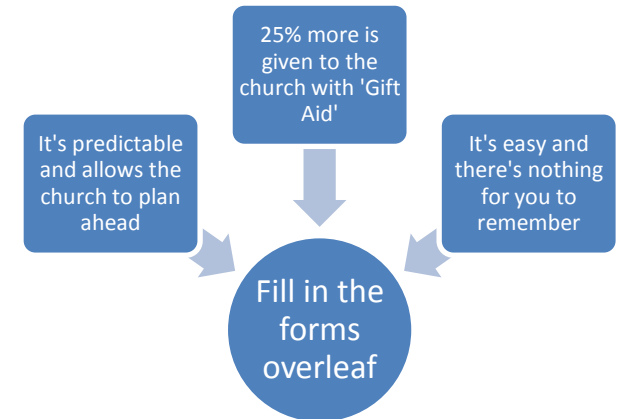 25% more is
given to the
church with 'Gift
Aid'
It's predictable
and allows the
church to plan
ahead
It's easy and
there's nothing
for you to
remember
Fill in the
forms
overleaf